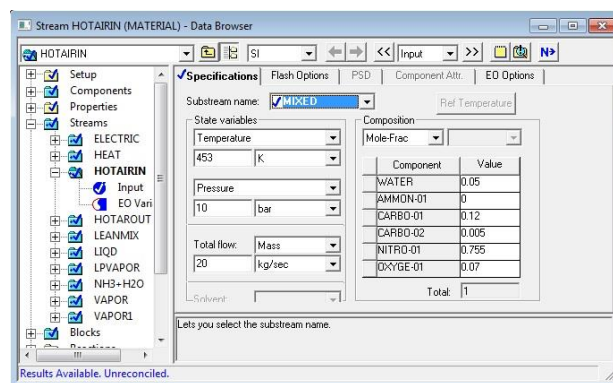 Stream HOTAIRIN (MATERIAL) - Data Browser
HOTAIRIN
SI
<<
Input
>>
N>
Setup
Components
Properties
Streams
ELECTRIC
HEAT
HOTAIRIN
Input
EO Vari
HOTAROUT
LEANMIX
LIQD
LPVAPOR
NH3+H2O
VAPOR
VAPOR1
Blocks
Reactions
Specifications Flash Options PSD Component Attr. EO Options
Substream name: MIXED Ref Temperature
State variables
Temperature
453 K
Pressure
10 bar
Total flow: Mass
20 kg/sec
Solvent:
Composition
Mole-Frac
Component Value
WATER 0.05
AMMON-01 0
CARBO-01 0.12
CARBO-02 0.005
NITRO-01 0.755
OXYGE-01 0.07
Total: 1
Lets you select the substream name.
Results Available. Unreconciled.